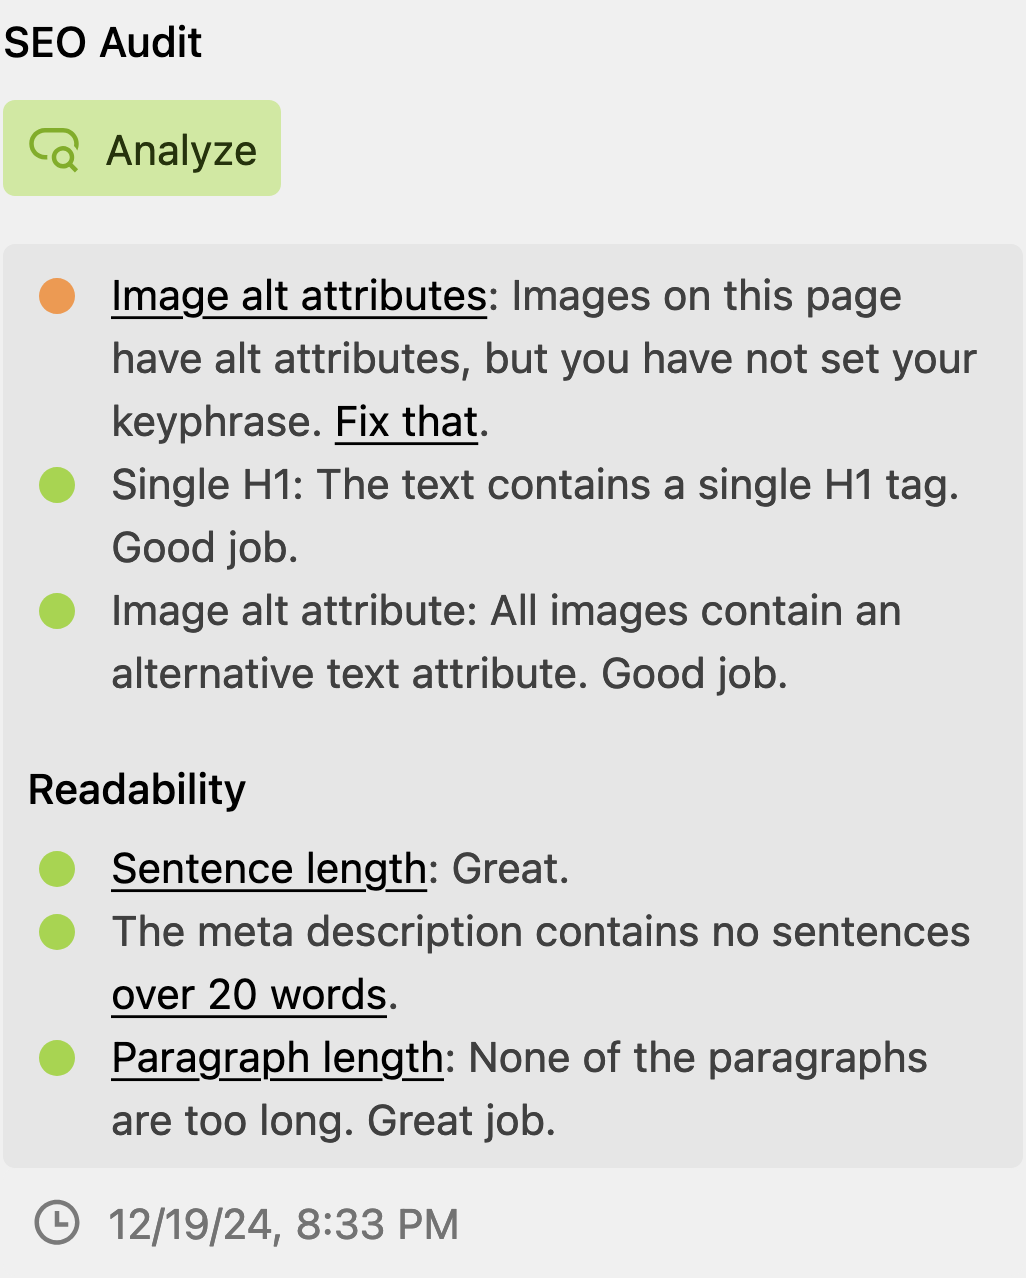 SEO Audit
Analyze
Image alt attributes: Images on this page
have alt attributes, but you have not set your
keyphrase. Fix that.
Single H1: The text contains a single H1 tag.
Good job.
Image alt attribute: All images contain an
alternative text attribute. Good job.
Readability
Sentence length: Great.
The meta description contains no sentences
over 20 words.
Paragraph length: None of the paragraphs
are too long. Great job.
12/19/24, 8:33 PM